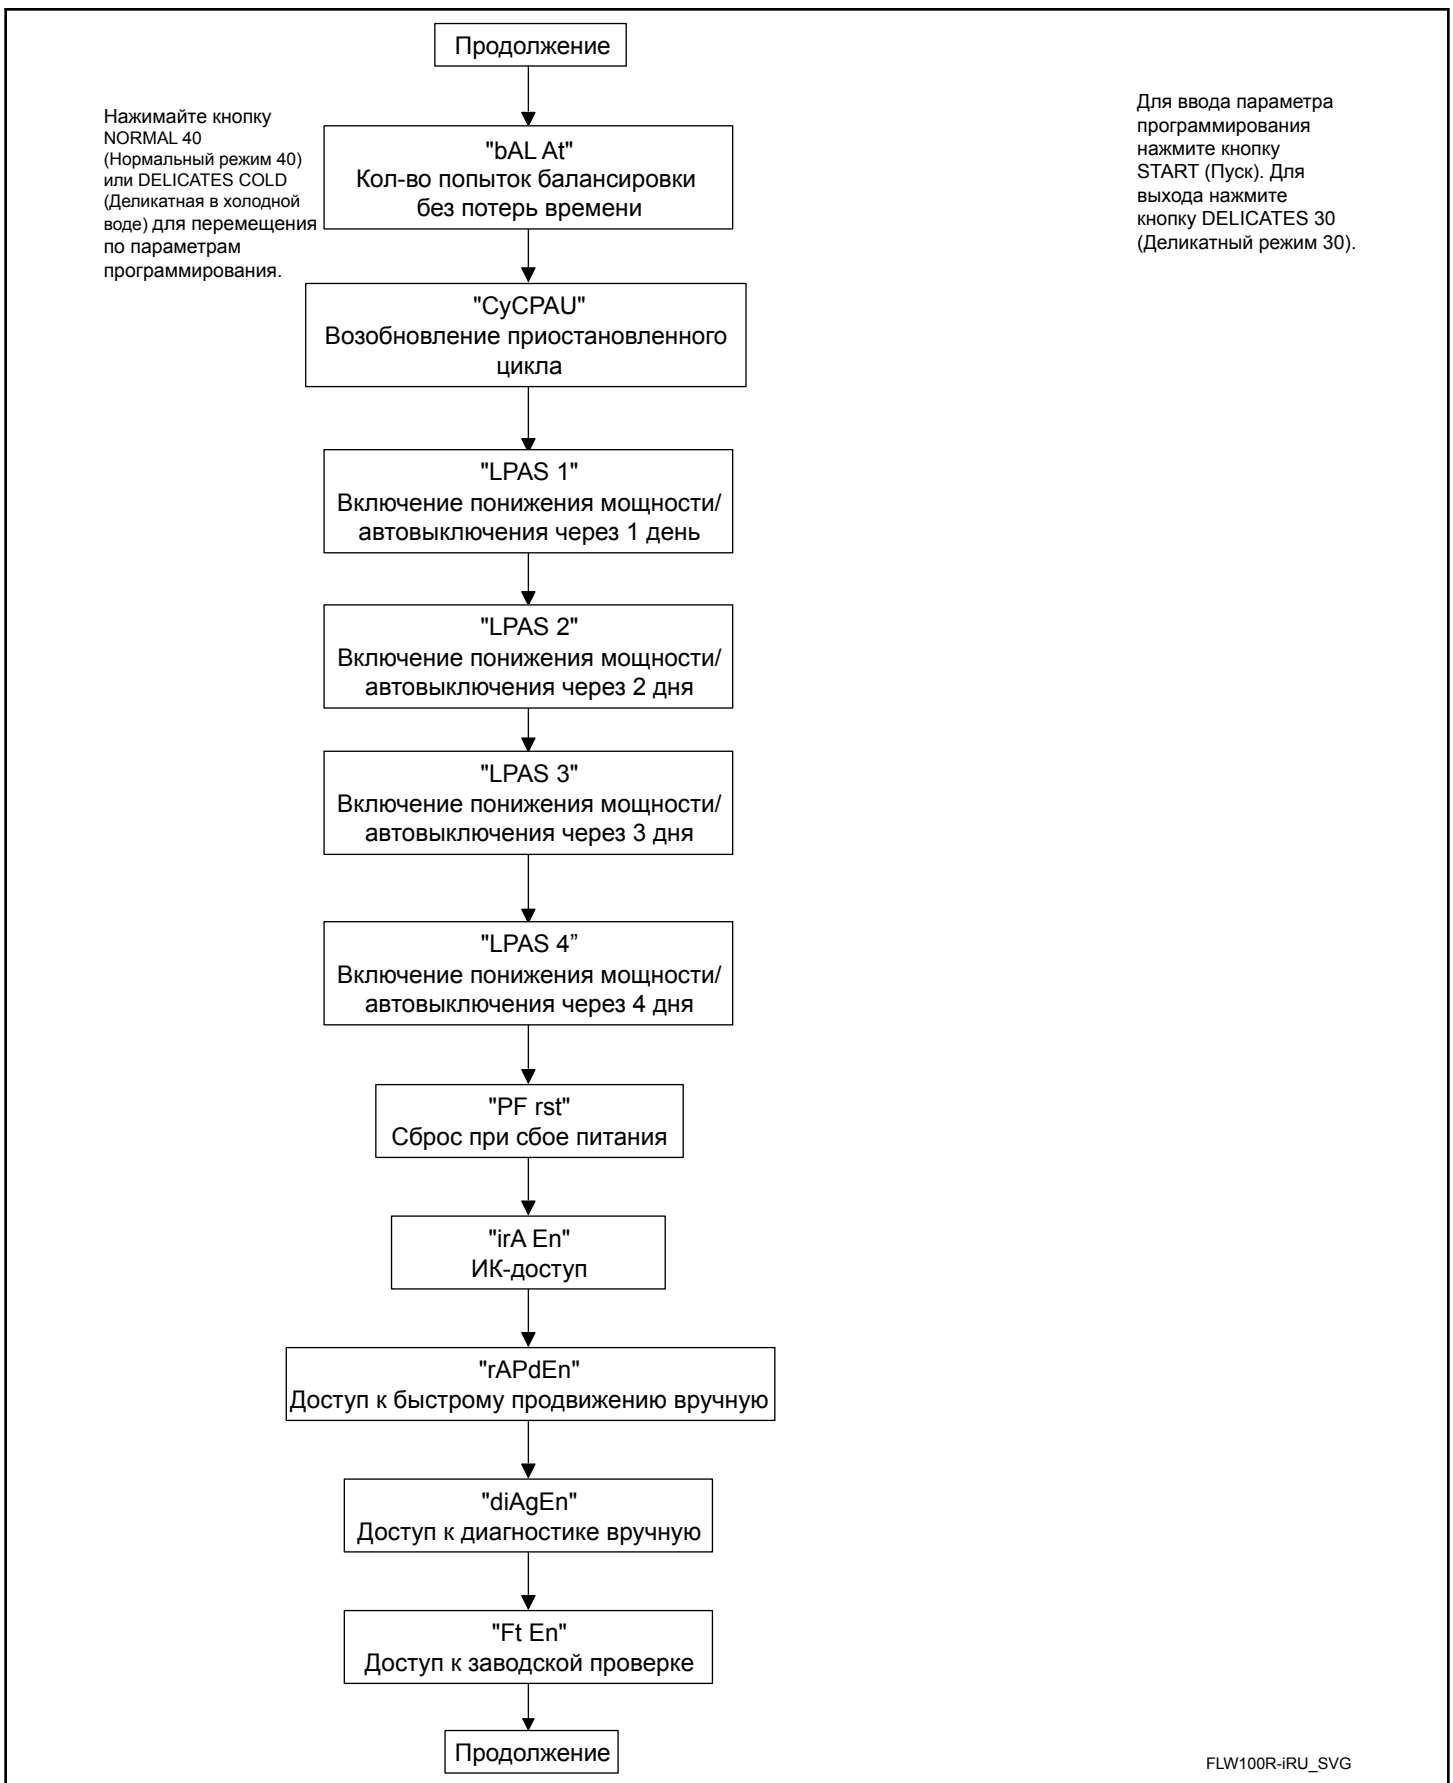 Продолжение
Нажимайте кнопку
NORMAL 40
(Нормальный режим 40)
или DELICATES COLD
(Деликатная в холодной
воде) для перемещения
по параметрам
программирования.
Для ввода параметра
программирования
нажмите кнопку
START (Пуск). Для
выхода нажмите
кнопку DELICATES 30
(Деликатный режим 30).
"bAL At"
Кол-во попыток балансировки
без потерь времени
"CyCPAU"
Возобновление приостановленного
цикла
"LPAS 1"
Включение понижения мощности/
автовыключения через 1 день
"LPAS 2"
Включение понижения мощности/
автовыключения через 2 дня
"LPAS 3"
Включение понижения мощности/
автовыключения через 3 дня
"LPAS 4”
Включение понижения мощности/
автовыключения через 4 дня
"PF rst"
Сброс при сбое питания
"irA En"
ИК-доступ
"rAPdEn"
Доступ к быстрому продвижению вручную
"diAgEn"
Доступ к диагностике вручную
"Ft En"
Доступ к заводской проверке
Продолжение
FLW100R-iRU_SVG